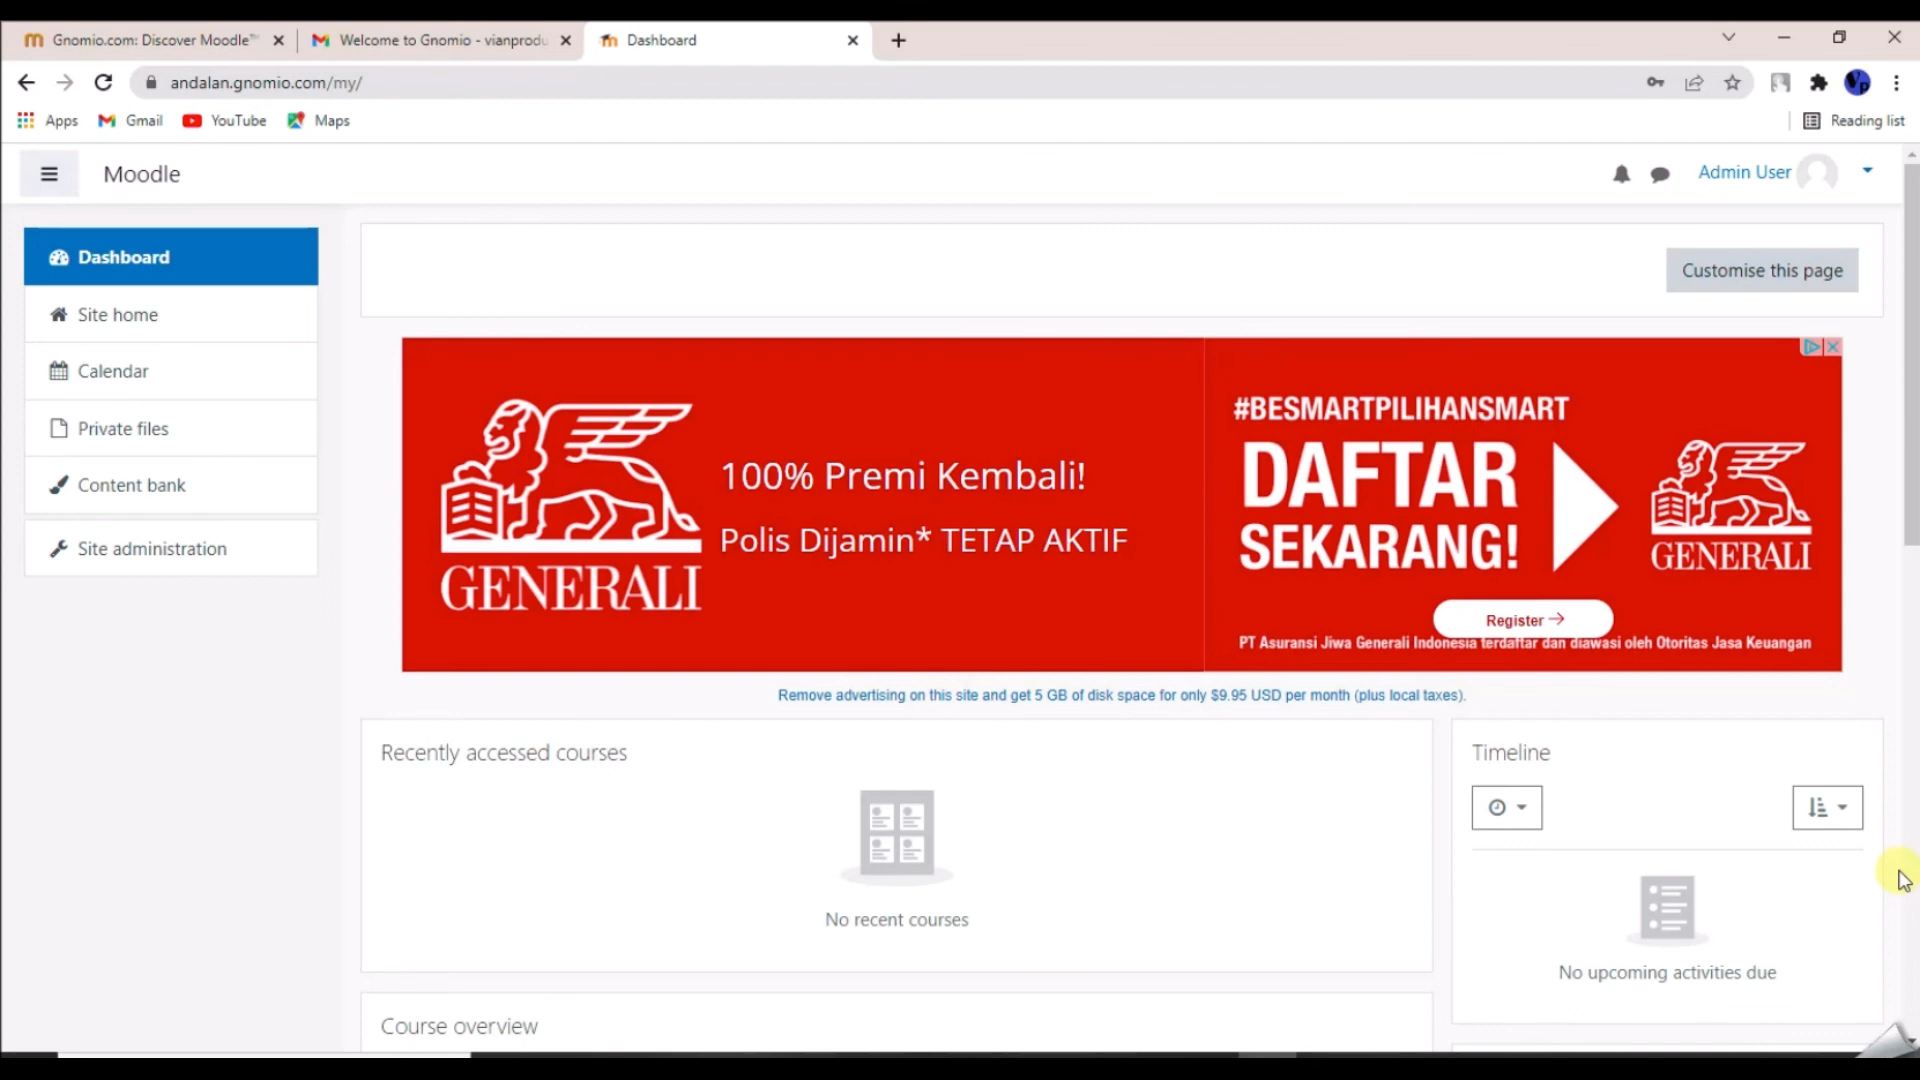 Gnomio.com: Discover Moodle™
Welcome to Gnomio - vianprodu
Dashboard
andalan.gnomio.com/my/
Vp
Apps
Gmail
YouTube
Maps
Reading list
Moodle
Admin User
Dashboard
Site home
Calendar
Private files
Content bank
Site administration
Customise this page
GENERALI
100% Premi Kembali!
Polis Dijamin* TETAP AKTIF
#BESMARTPILIHANSMART
DAFTAR
SEKARANG!
GENERALI
Register →
PT Asuransi Jiwa Generali Indonesia terdaftar dan diawasi oleh Otoritas Jasa Keuangan
Remove advertising on this site and get 5 GB of disk space for only $9.95 USD per month (plus local taxes).
Recently accessed courses
No recent courses
Timeline
No upcoming activities due
Course overview